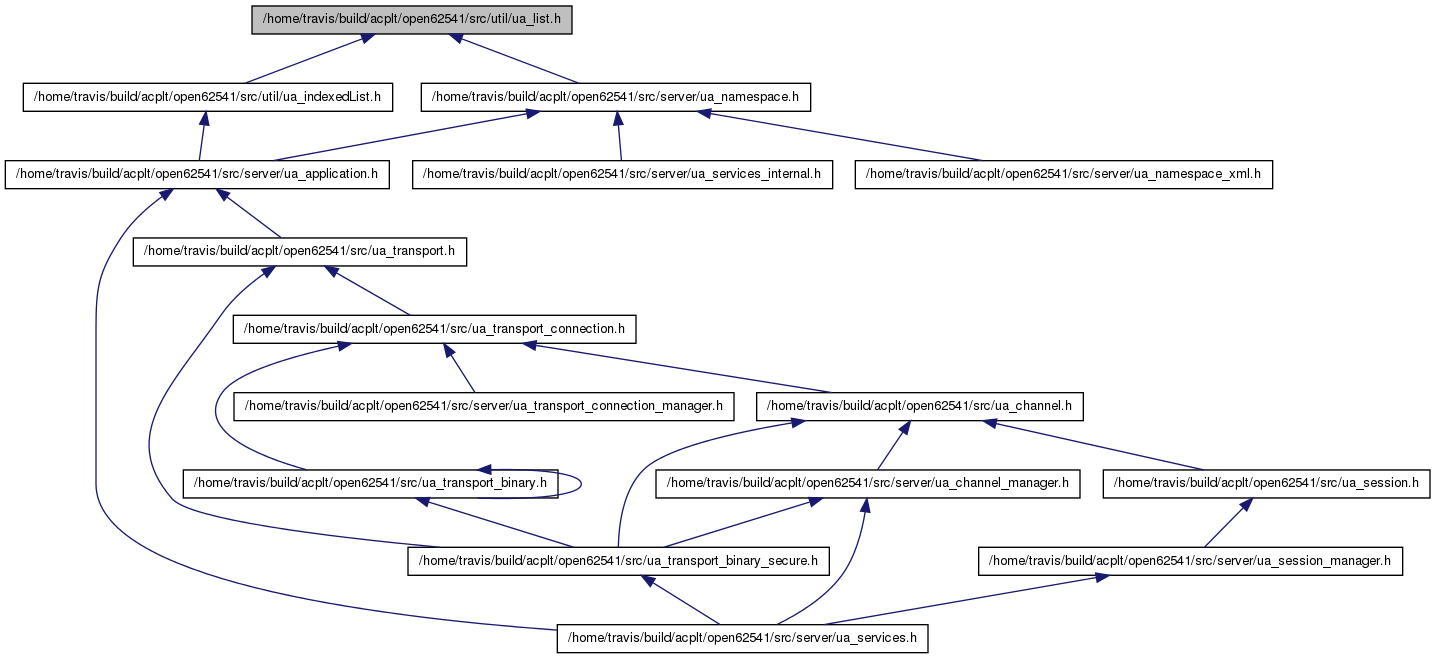 /home/travis/build/acplt/open62541/src/util/ua_list.h
/home/travis/build/acplt/open62541/src/util/ua_indexedList.h
/home/travis/build/acplt/open62541/src/server/ua_namespace.h
/home/travis/build/acplt/open62541/src/server/ua_application.h
/home/travis/build/acplt/open62541/src/server/ua_services_internal.h
/home/travis/build/acplt/open62541/src/server/ua_namespace_xml.h
/home/travis/build/acplt/open62541/src/ua_transport.h
/home/travis/build/acplt/open62541/src/ua_transport_connection.h
/home/travis/build/acplt/open62541/src/server/ua_transport_connection_manager.h
/home/travis/build/acplt/open62541/src/ua_channel.h
/home/travis/build/acplt/open62541/src/ua_transport_binary.h
/home/travis/build/acplt/open62541/src/server/ua_channel_manager.h
/home/travis/build/acplt/open62541/src/ua_session.h
/home/travis/build/acplt/open62541/src/ua_transport_binary_secure.h
/home/travis/build/acplt/open62541/src/server/ua_session_manager.h
/home/travis/build/acplt/open62541/src/server/ua_services.h